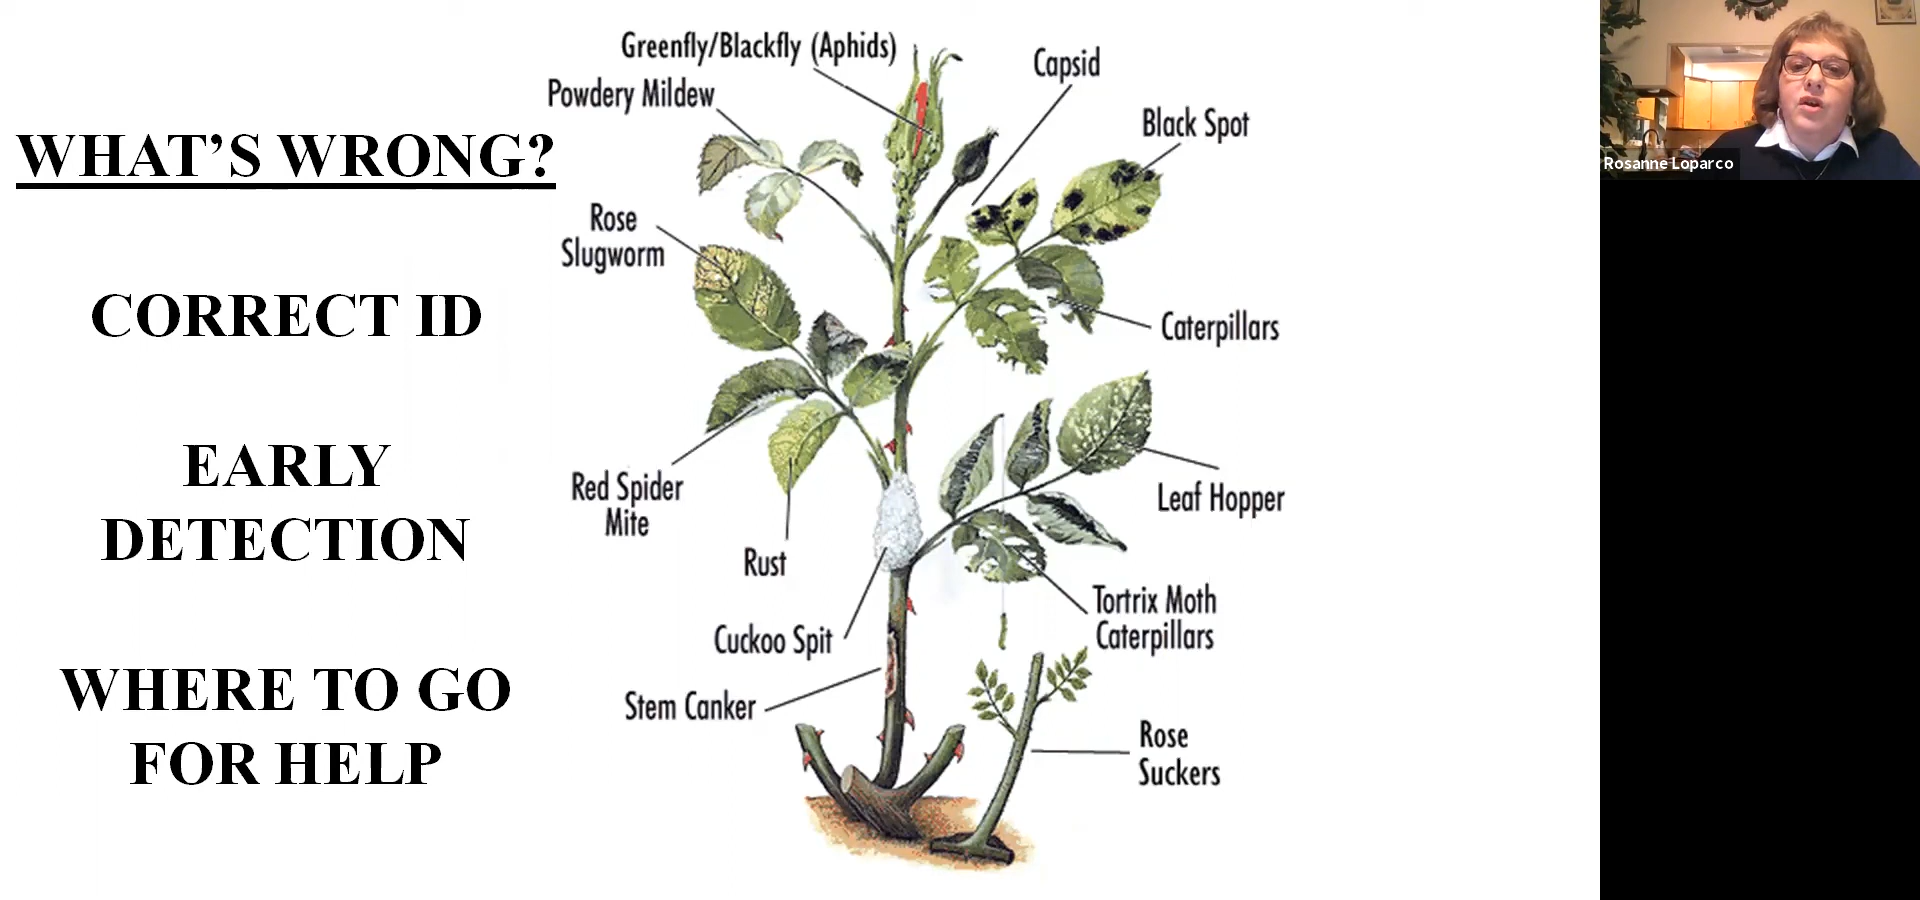 WHAT'S WRONG?
CORRECT ID
EARLY
DETECTION
WHERE TO GO
FOR HELP
Greenfly/Blackfly (Aphids)
Powdery Mildew
Capsid
Black Spot
Rose
Slugworm
Caterpillars
Red Spider
Mite
Leaf Hopper
Rust
Tortrix Moth
Caterpillars
Cuckoo Spit
Stem Canker
Rose
Suckers
Rosanne Loparco